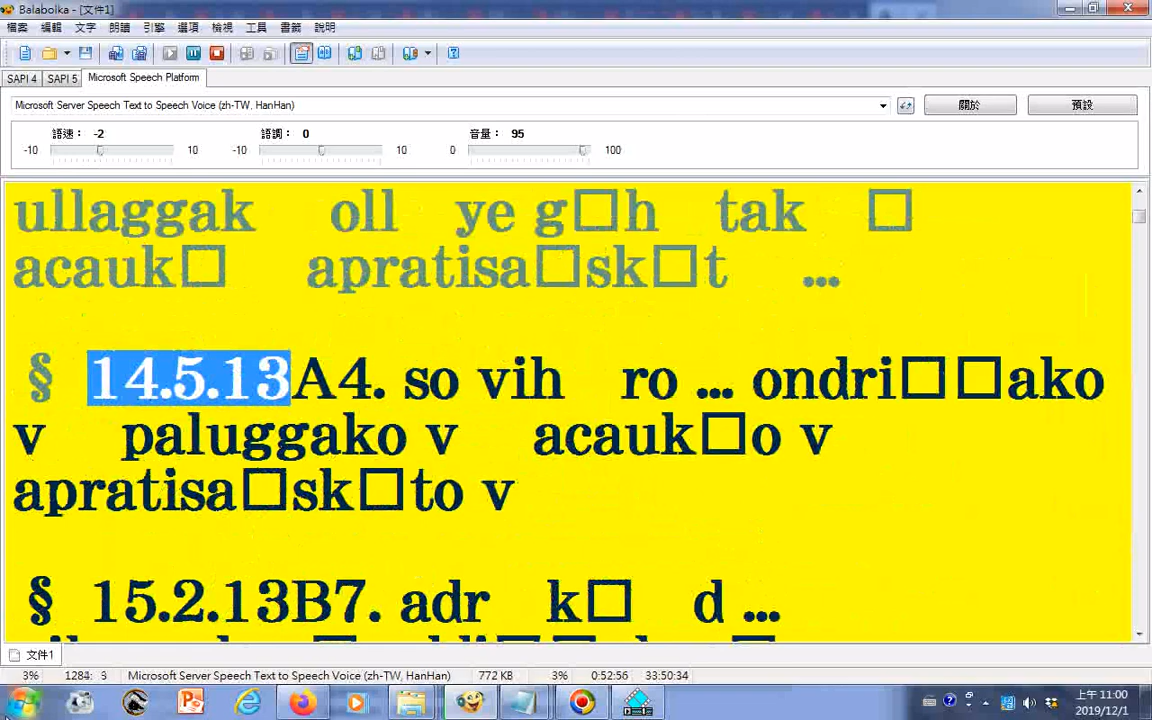 Balabolka - [文件1]
檔案 編輯 文字 朗讀 引擎 選項 檢視 工具 書籤 說明
SAPI 4 SAPI 5 Microsoft Speech Platform
Microsoft Server Speech Text to Speech Voice (zh-TW, HanHan) 關於 預設
語速： -2 語調： 0 音量： 95
-10 10 -10 10 0 100
ullaggak oll ye g□h tak □
acauk□ apratisa□sk□t ...
§ 14.5.13A4. so vih ro ... ondri□□ako
v paluggako v acauk□o v
apratisa□sk□to v
§ 15.2.13B7. adr k□ d ...
文件1
3% 1284: 3 Microsoft Server Speech Text to Speech Voice (zh-TW, HanHan) 772 KB 3% 0:52:56 33:50:34
上午 11:00
2019/12/1